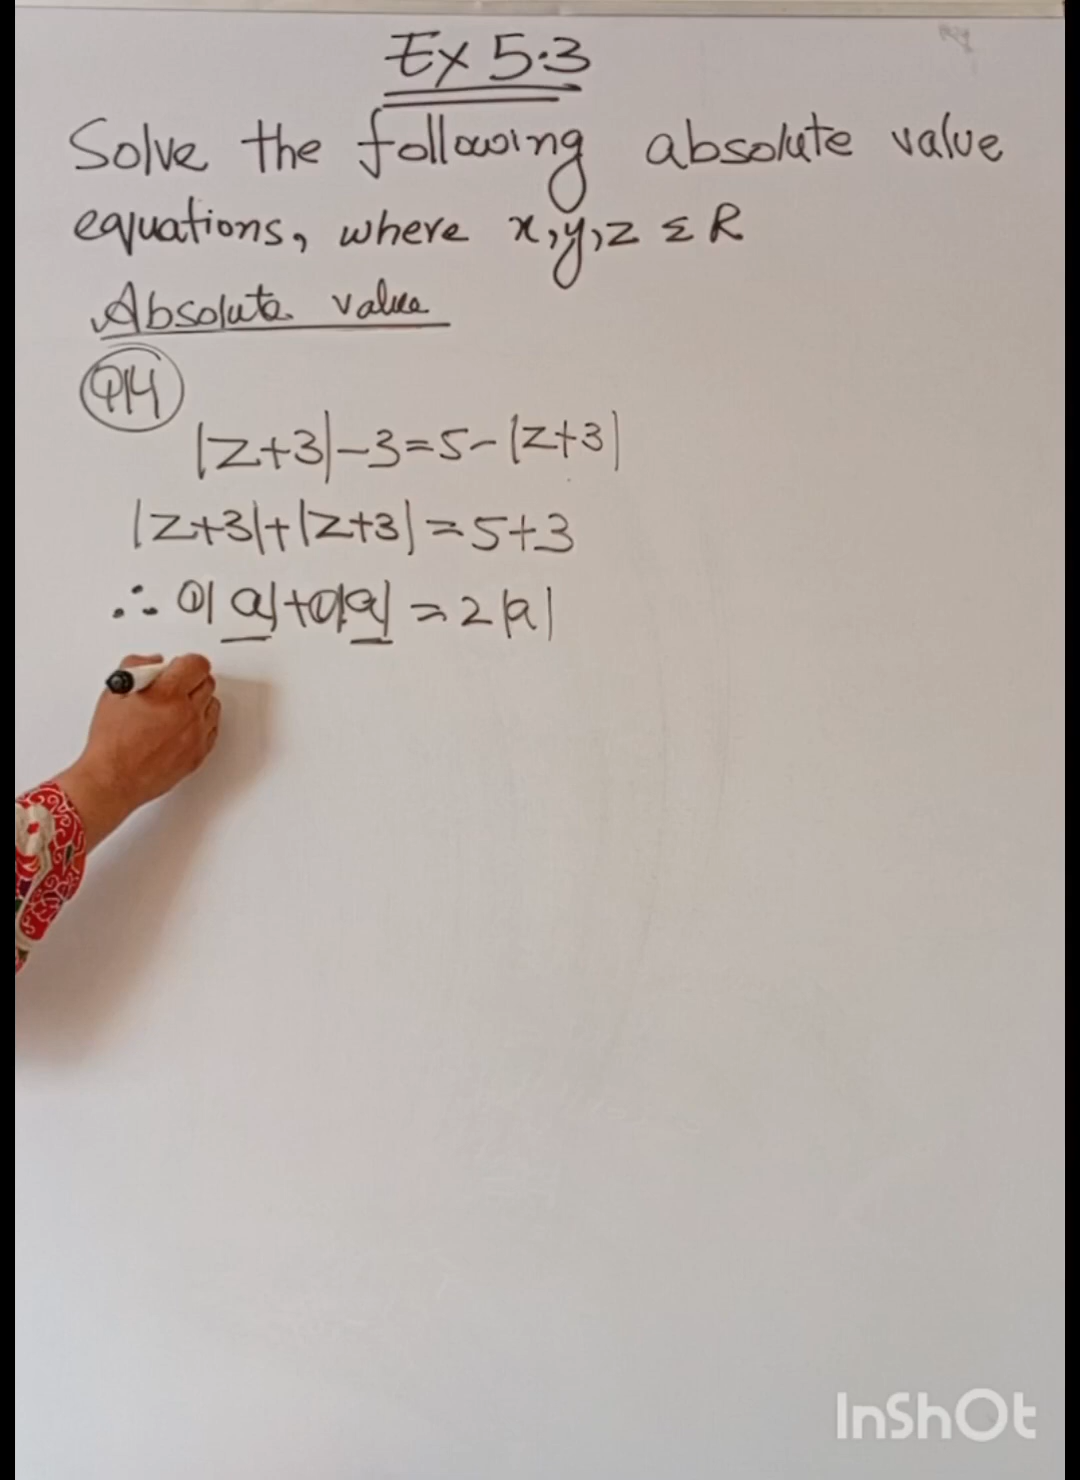 Ex 5.3
Solve the following absolute value
equations, where x,y,z Σ R
Absolute value
Q14
|z+3|-3=5-|z+3|
|z+3|+|z+3|=5+3
∴ 1|a|+1|a| = 2|a|
InShOt